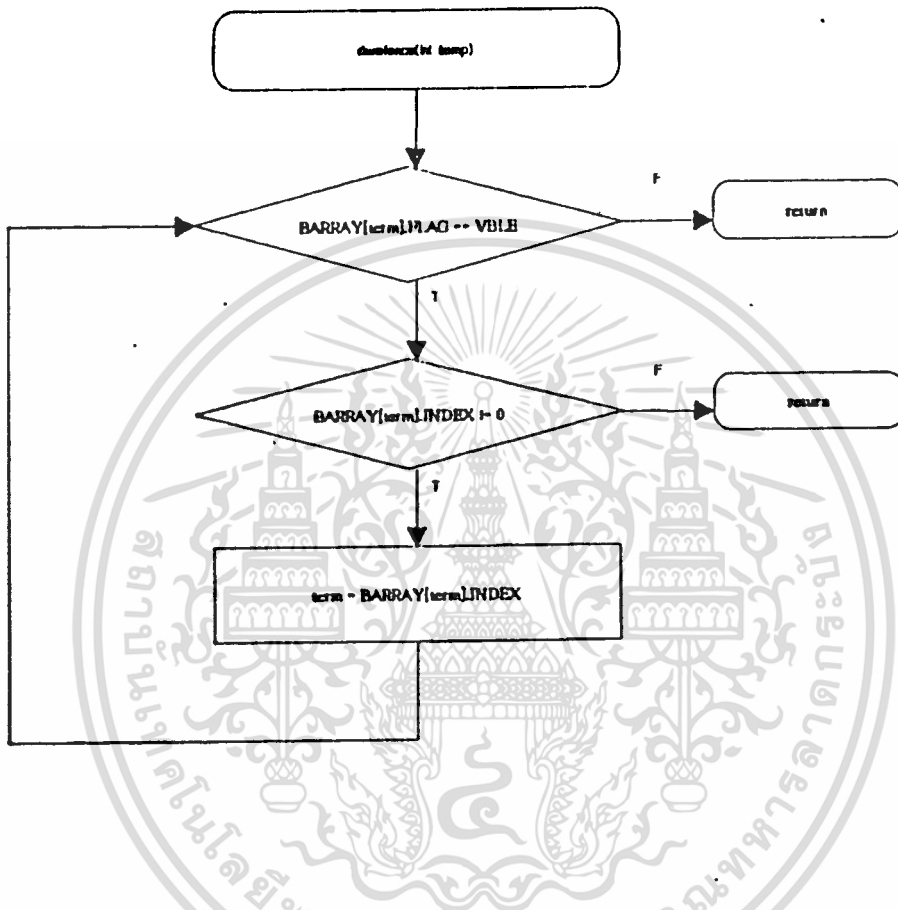 F
BARRAY[term].FLAG == VBLE
return
T
F
BARRAY[term].INDEX != 0
return
T
term = BARRAY[term].INDEX